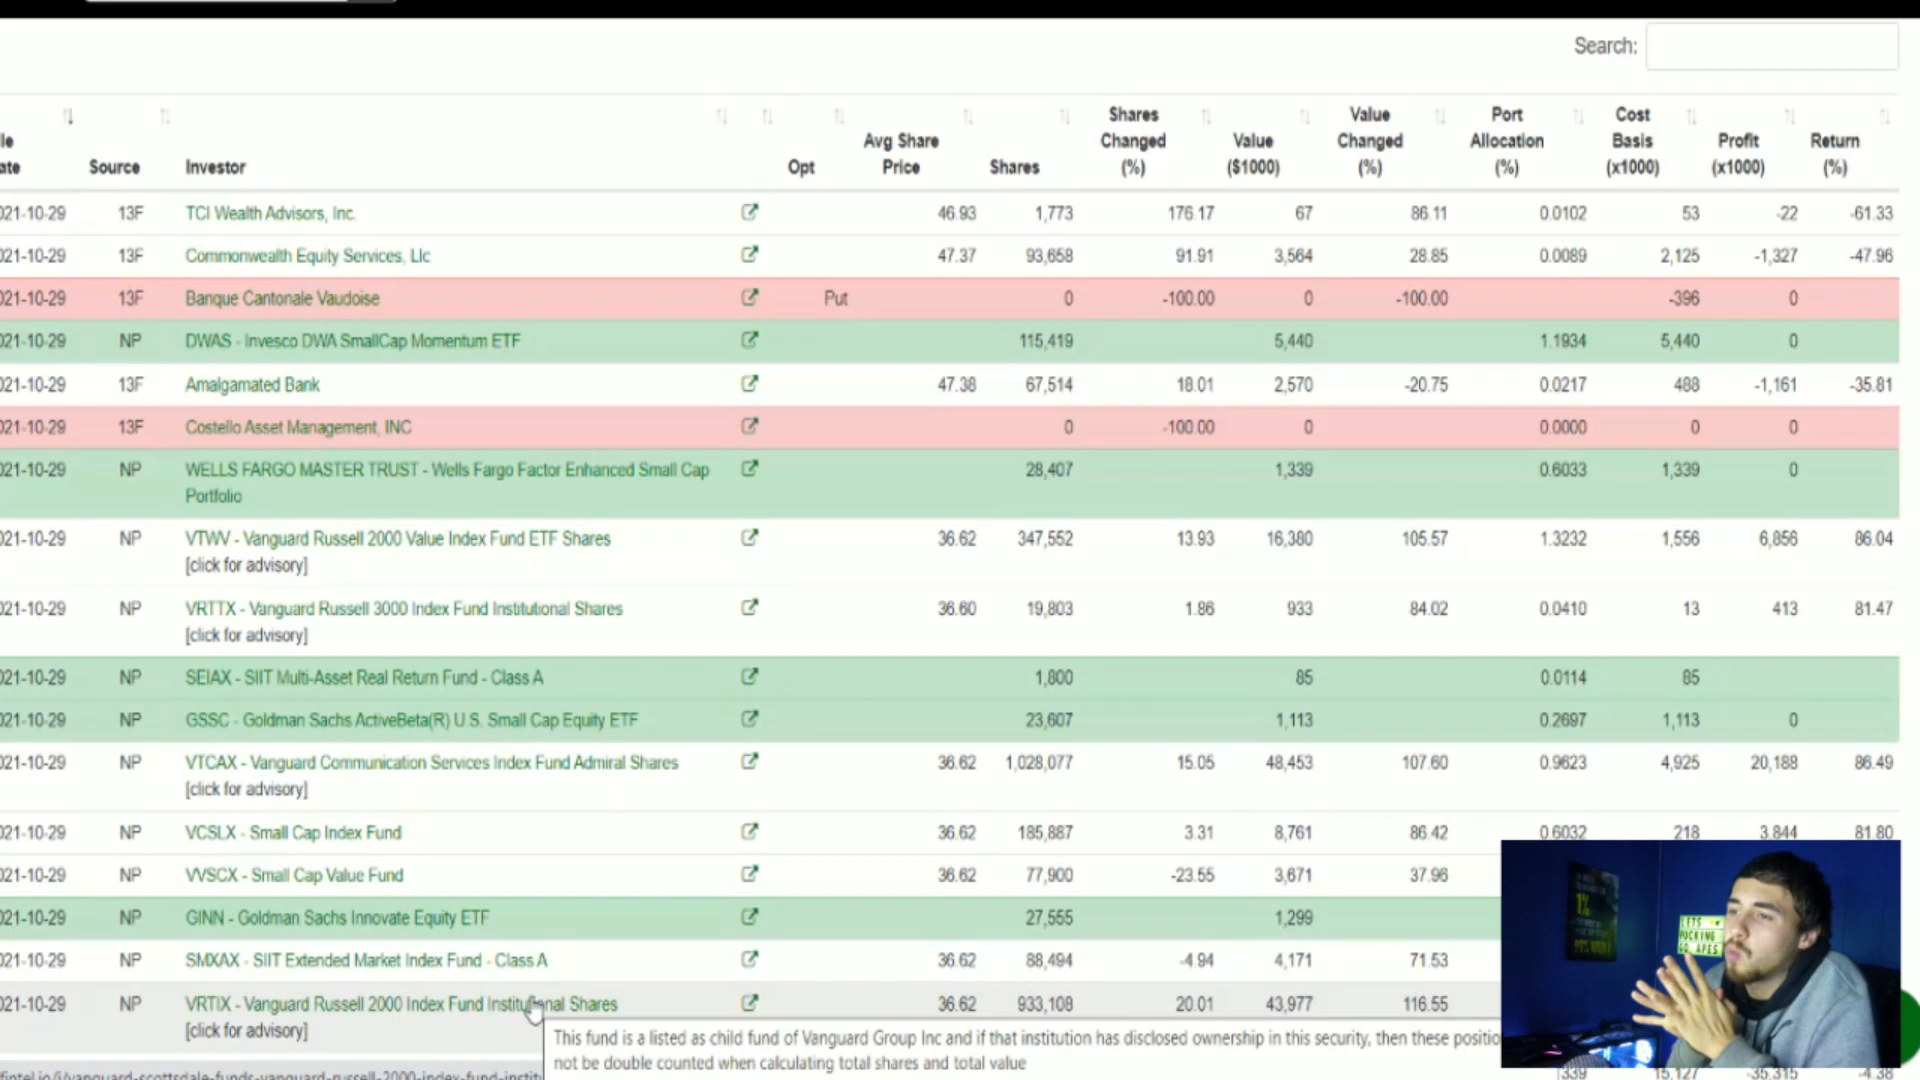 Search:
le
ate Source Investor Opt Avg Share Price Shares Shares Changed (%) Value ($1000) Value Changed (%) Port Allocation (%) Cost Basis (x1000) Profit (x1000) Return (%)
021-10-29 13F TCI Wealth Advisors, Inc. 46.93 1,773 176.17 67 86.11 0.0102 53 -22 -61.33
021-10-29 13F Commonwealth Equity Services, Llc 47.37 93,658 91.91 3,564 28.85 0.0089 2,125 -1,327 -47.96
021-10-29 13F Banque Cantonale Vaudoise Put 0 -100.00 0 -100.00 -396 0
021-10-29 NP DWAS - Invesco DWA SmallCap Momentum ETF 115,419 5,440 1.1934 5,440 0
021-10-29 13F Amalgamated Bank 47.38 67,514 18.01 2,570 -20.75 0.0217 488 -1,161 -35.81
021-10-29 13F Costello Asset Management, INC 0 -100.00 0 0.0000 0 0
021-10-29 NP WELLS FARGO MASTER TRUST - Wells Fargo Factor Enhanced Small Cap 28,407 1,339 0.6033 1,339 0
Portfolio
021-10-29 NP VTWV - Vanguard Russell 2000 Value Index Fund ETF Shares 36.62 347,552 13.93 16,380 105.57 1.3232 1,556 6,856 86.04
[click for advisory]
021-10-29 NP VRTTX - Vanguard Russell 3000 Index Fund Institutional Shares 36.60 19,803 1.86 933 84.02 0.0410 13 413 81.47
[click for advisory]
021-10-29 NP SEIAX - SIIT Multi-Asset Real Return Fund - Class A 1,800 85 0.0114 85
021-10-29 NP GSSC - Goldman Sachs ActiveBeta(R) U.S. Small Cap Equity ETF 23,607 1,113 0.2697 1,113 0
021-10-29 NP VTCAX - Vanguard Communication Services Index Fund Admiral Shares 36.62 1,028,077 15.05 48,453 107.60 0.9623 4,925 20,188 86.49
[click for advisory]
021-10-29 NP VCSLX - Small Cap Index Fund 36.62 185,887 3.31 8,761 86.42 0.6032 218 3,844 81.80
021-10-29 NP VVSCX - Small Cap Value Fund 36.62 77,900 -23.55 3,671 37.96
021-10-29 NP GINN - Goldman Sachs Innovate Equity ETF 27,555 1,299
021-10-29 NP SMXAX - SIIT Extended Market Index Fund - Class A 36.62 88,494 -4.94 4,171 71.53
021-10-29 NP VRTIX - Vanguard Russell 2000 Index Fund Institutional Shares 36.62 933,108 20.01 43,977 116.55
[click for advisory]
This fund is a listed as child fund of Vanguard Group Inc and if that institution has disclosed ownership in this security, then these positio
not be double counted when calculating total shares and total value
fintel.io/i/vanguard-scottsdale-funds-vanguard-russell-2000-index-fund-institu
339 15,127 -35,315 -4.38
1%
LETS
FUCKING
GO APES